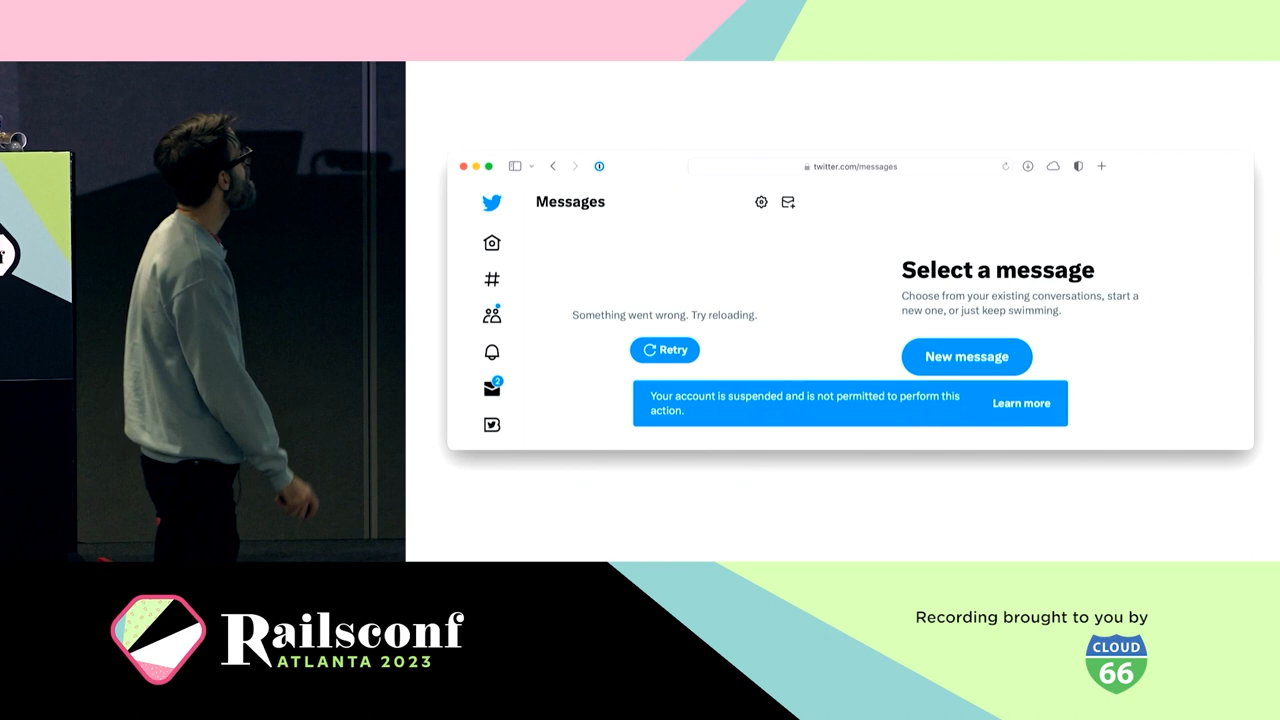 twitter.com/messages
Messages
Select a message
Choose from your existing conversations, start a
new one, or just keep swimming.
Something went wrong. Try reloading.
Retry
New message
2
Your account is suspended and is not permitted to perform this
action.
Learn more
Railsconf
ATLANTA 2023
Recording brought to you by
CLOUD
66